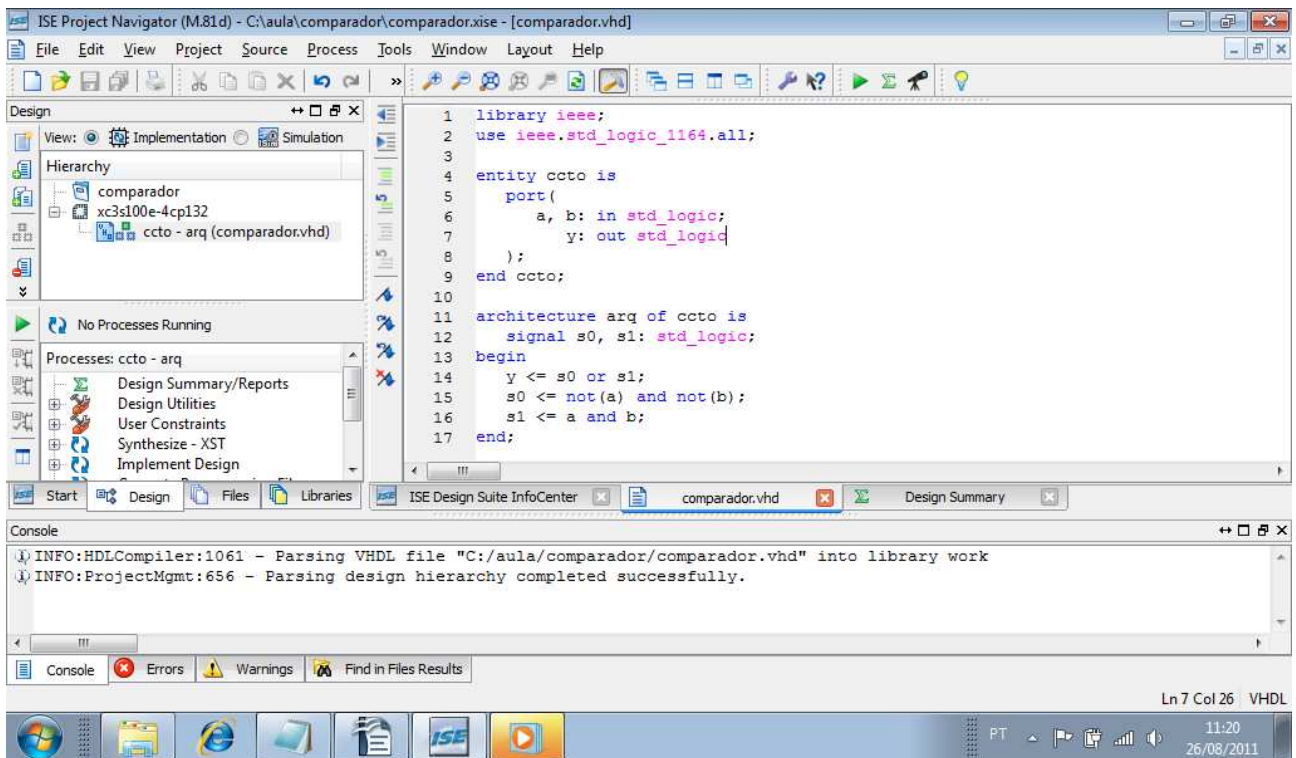 ISE Project Navigator (M.81d) - C:\aula\comparador\comparador.xise - [comparador.vhd]
File Edit View Project Source Process Tools Window Layout Help
Design
View: Implementation Simulation
Hierarchy
comparador
xc3s100e-4cp132
ccto - arq (comparador.vhd)
No Processes Running
Processes: ccto - arq
Design Summary/Reports
Design Utilities
User Constraints
Synthesize - XST
Implement Design
1 library ieee;
2 use ieee.std_logic_1164.all;
3
4 entity ccto is
5 port(
6 a, b: in std_logic;
7 y: out std_logic
8 );
9 end ccto;
10
11 architecture arq of ccto is
12 signal s0, s1: std_logic;
13 begin
14 y <= s0 or s1;
15 s0 <= not(a) and not(b);
16 s1 <= a and b;
17 end;
Start Design Files Libraries
ISE Design Suite InfoCenter comparador.vhd Design Summary
Console
INFO:HDLCompiler:1061 - Parsing VHDL file "C:/aula/comparador/comparador.vhd" into library work
INFO:ProjectMgmt:656 - Parsing design hierarchy completed successfully.
Console Errors Warnings Find in Files Results
Ln 7 Col 26 VHDL
ISE
PT
11:20
26/08/2011